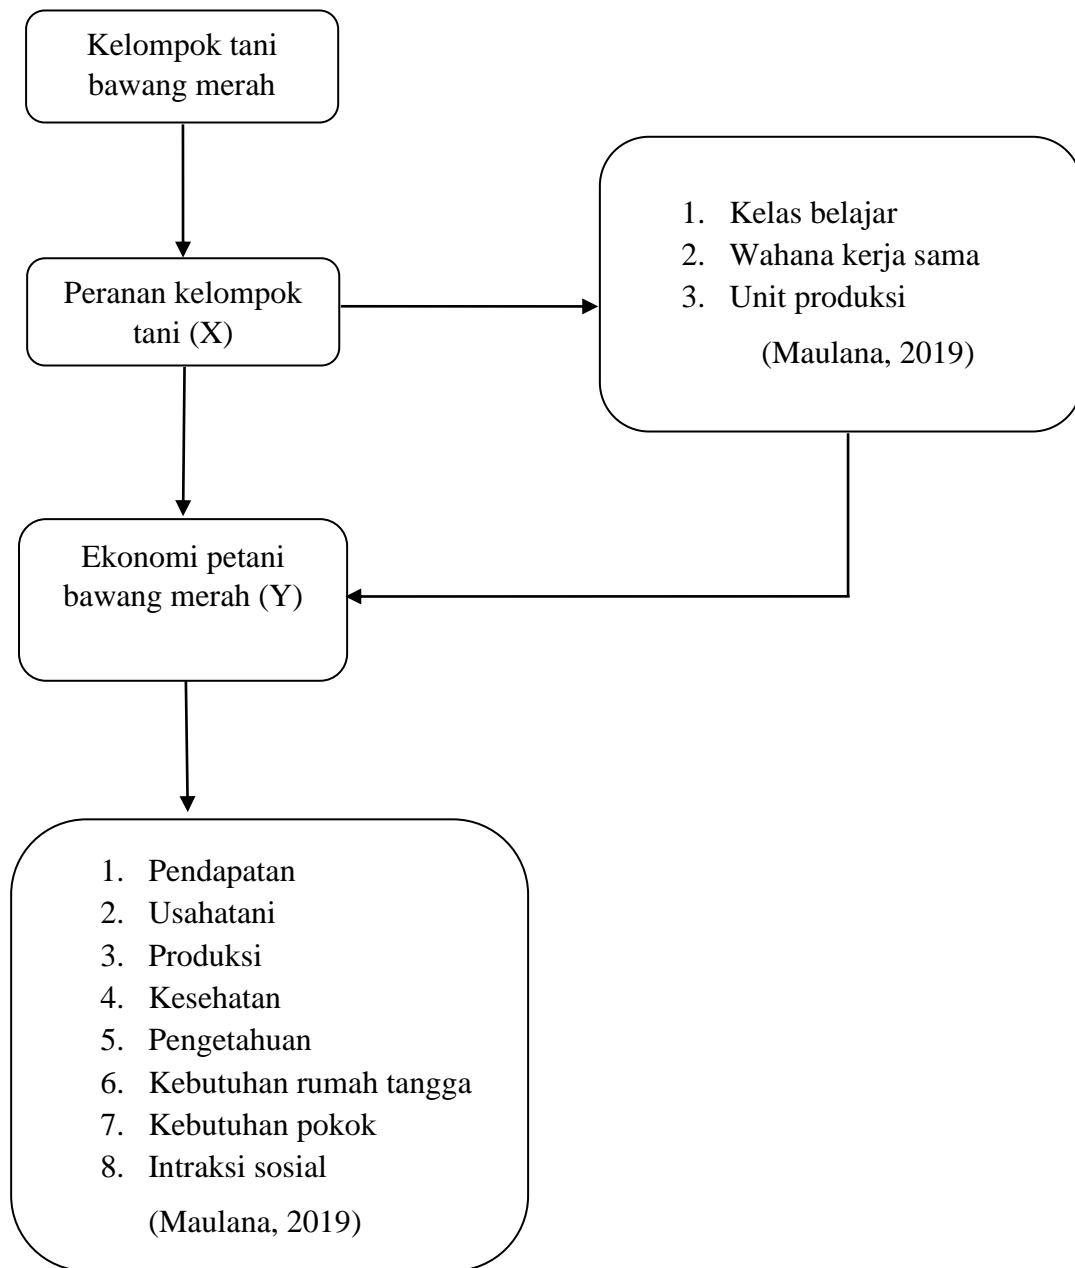 Kelompok tani
bawang merah
Peranan kelompok
tani (X)
1. Kelas belajar
2. Wahana kerja sama
3. Unit produksi
(Maulana, 2019)
Ekonomi petani
bawang merah (Y)
1. Pendapatan
2. Usahatani
3. Produksi
4. Kesehatan
5. Pengetahuan
6. Kebutuhan rumah tangga
7. Kebutuhan pokok
8. Intraksi sosial
(Maulana, 2019)